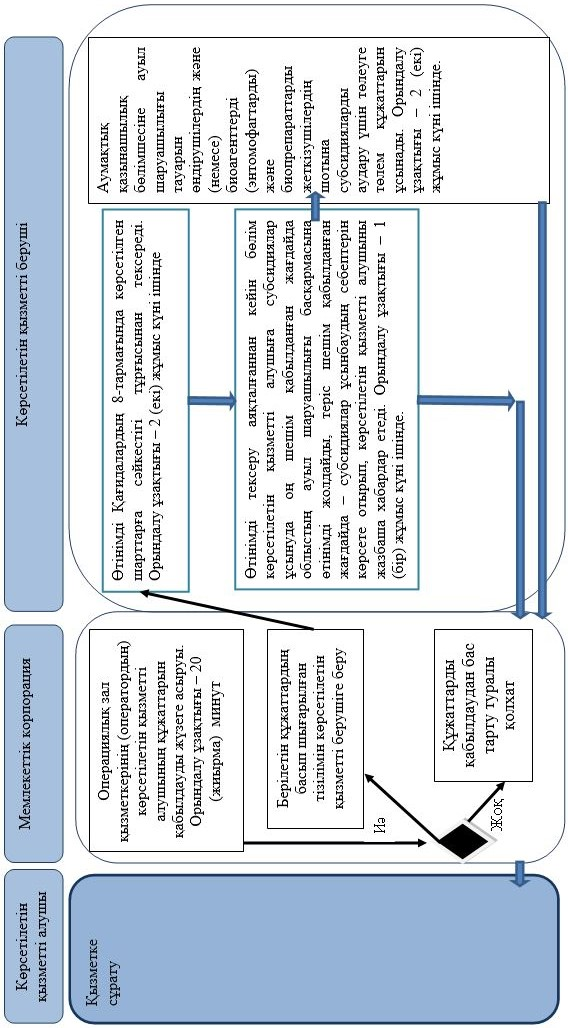 Көрсетілетін
қызметті алушы
Мемлекеттік корпорация
Көрсетілетін қызметті беруші
Қызметке
сұрату
Операциялық зал
қызметкерінің (оператордың)
көрсетілетін қызметті
алушының құжаттарын
қабылдауды жүзеге асыруы.
Орындалу ұзақтығы – 20
(жиырма) минут
Берілетін құжаттардың
басып шығарылған
тізілімін көрсетілетін
қызметті берушіге беру
Иә
Жоқ
Құжаттарды
қабылдаудан бас
тарту туралы
қолхат
Өтінімді Қағидалардың 8-тармағында көрсетілген
шарттарға сәйкестігі тұрғысынан тексереді.
Орындалу ұзақтығы – 2 (екі) жұмыс күні ішінде
Өтінімді тексеру аяқталғаннан кейін бөлім
көрсетілетін қызметті алушыға субсидиялар
ұсынуда оң шешім қабылданған жағдайда
облыстың ауыл шаруашылығы басқармасына
өтінімді жолдайды, теріс шешім қабылданған
жағдайда – субсидиялар ұсынбаудың себептерін
көрсете отырып, көрсетілетін қызметті алушыны
жазбаша хабардар етеді. Орындалу ұзақтығы – 1
(бір) жұмыс күні ішінде.
Аумақтық
қазынашылық
бөлімшесіне ауыл
шаруашылығы
тауарын
өндірушілердің және
(немесе)
биоагенттерді
(энтомофагтарды)
және
биопрепараттарды
жеткізушілердің
шотына
субсидияларды
аудару үшін төлеуге
төлем құжаттарын
ұсынады. Орындалу
ұзақтығы – 2 (екі)
жұмыс күні ішінде.